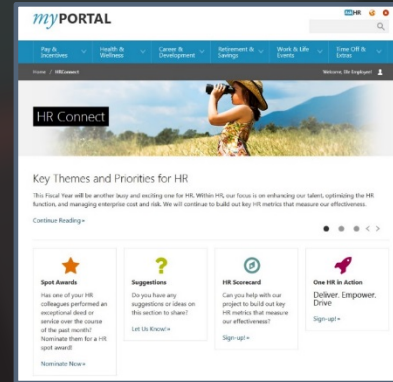 myPORTAL
HR
Pay & Incentives
Health & Wellness
Career & Development
Retirement & Savings
Work & Life Events
Time Off & Extras
Home / HRConnect
HR Connect
Key Themes and Priorities for HR
This Fiscal Year will be another busy and exciting one for HR. Within HR, our focus is on enhancing our talent, optimizing the HR
function, and managing enterprise cost and risk. We will continue to build out key HR metrics that measure our effectiveness.
Continue Reading»
Spot Awards
Has one of your HR
colleagues performed an
exceptional deed or
service over the course
of the past month?
Nominate them for a HR
spot award!
Nominate Now»
Suggestions
Do you have any
suggestions or ideas on
this section to share?
Let Us Know!»
HR Scorecard
Can you help with our
project to build out key
HR metrics that measure
our effectiveness?
Sign-up!»
One HR in Action
Deliver. Empower.
Drive
Sign-up!»